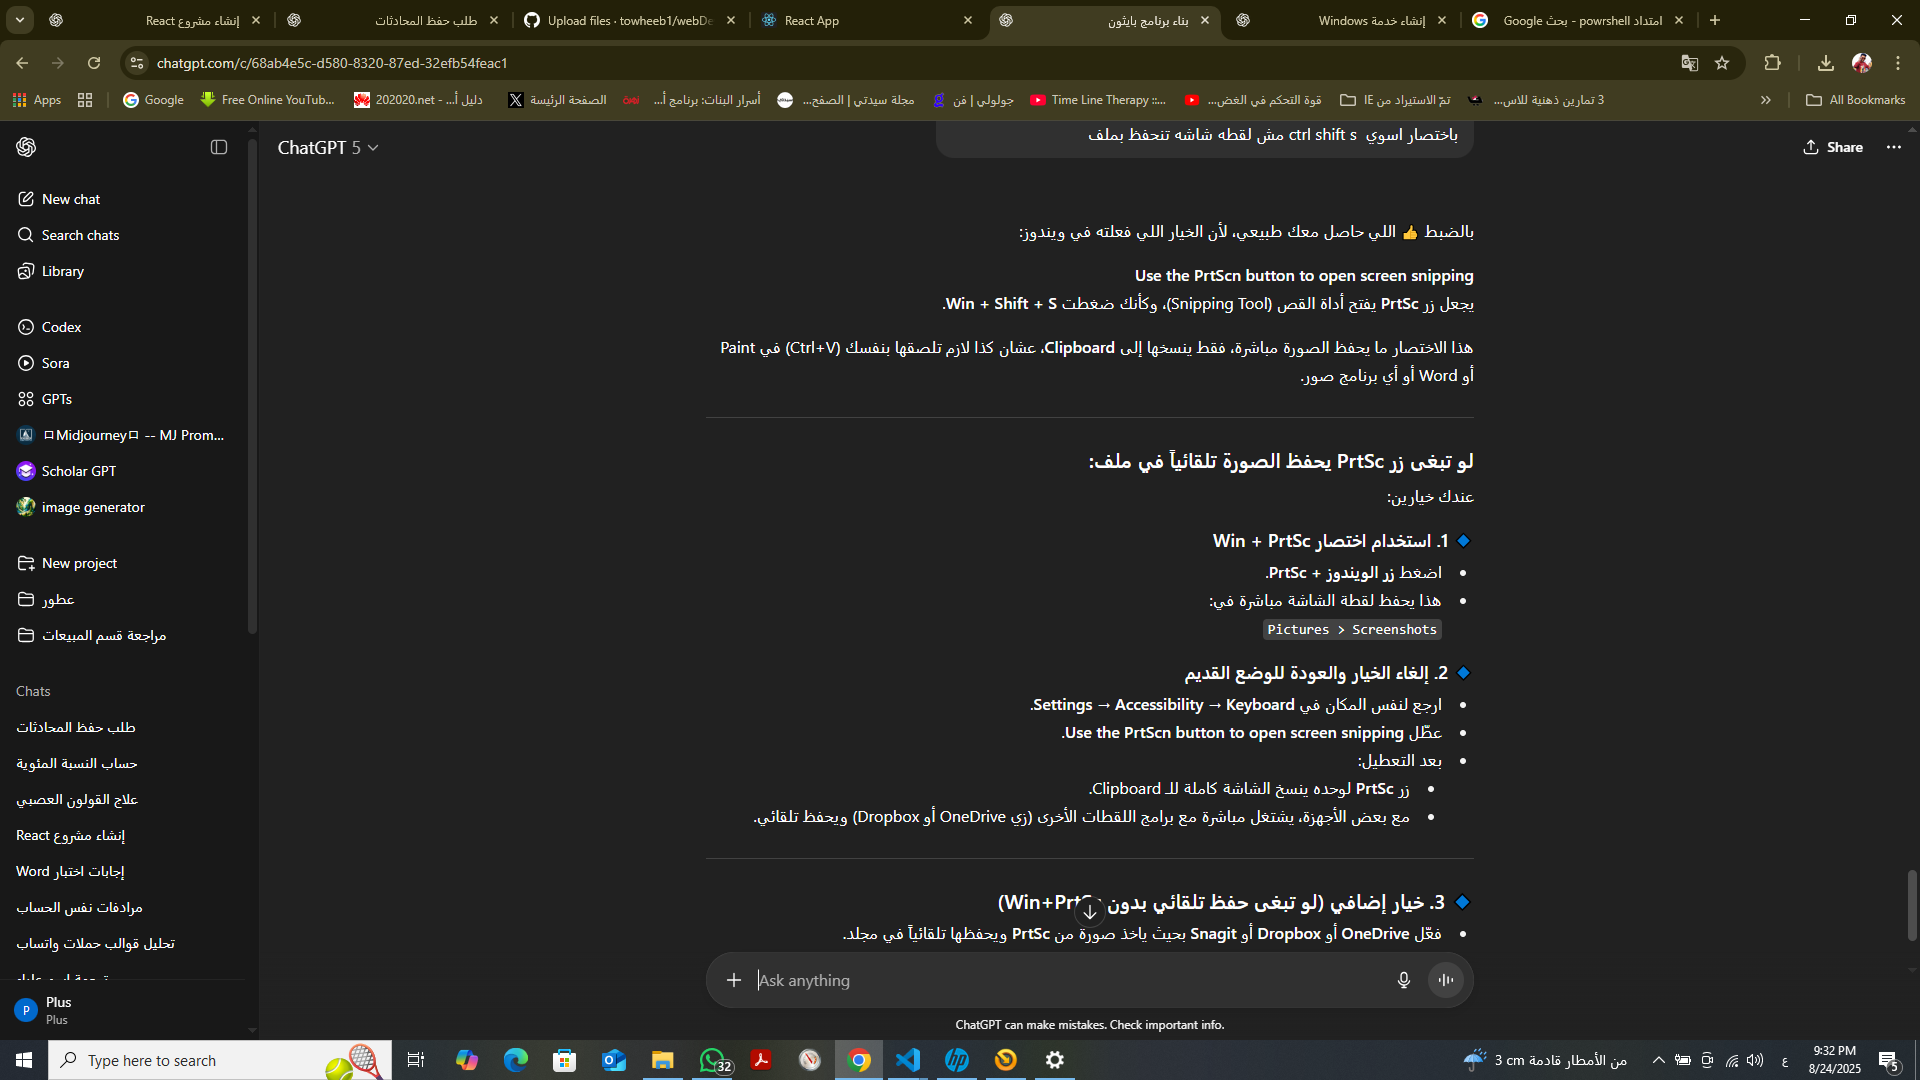 إنشاء مشروع React
طلب حفظ المحادثات
Upload files · towheeb1/webDe
React App
بناء برنامج بايثون
إنشاء خدمة Windows
امتداد powrshell - بحث Google
chatgpt.com/c/68ab4e5c-d580-8320-87ed-32efb54feac1
Apps
Google
Free Online YouTub...
202020.net - دليل أ...
الصفحة الرئيسة
أسرار البنات: برنامج أ...
مجلة سيدتي | الصفح...
جولولي | فن
Time Line Therapy ::...
قوة التحكم في الغض...
تمّ الاستيراد من IE
3 تمارين ذهنية للاس...
All Bookmarks
ChatGPT 5
Share
New chat
Search chats
Library
Codex
Sora
GPTs
ㅁMidjourneyㅁ -- MJ Prom...
Scholar GPT
image generator
New project
عطور
مراجعة قسم المبيعات
Chats
طلب حفظ المحادثات
حساب النسبة المئوية
علاج القولون العصبي
إنشاء مشروع React
إجابات اختبار Word
مرادفات نفس الحساب
تحليل قوالب حملات واتساب
P
Plus
Plus
باختصار اسوي ctrl shift s مش لقطه شاشه تنحفظ بملف
بالضبط 👍 اللي حاصل معك طبيعي، لأن الخيار اللي فعلته في ويندوز:
Use the PrtScn button to open screen snipping
يجعل زر PrtSc يفتح أداة القص (Snipping Tool)، وكأنك ضغطت Win + Shift + S.
هذا الاختصار ما يحفظ الصورة مباشرة، فقط ينسخها إلى Clipboard، عشان كذا لازم تلصقها بنفسك (Ctrl+V) في Paint
أو Word أو أي برنامج صور.
لو تبغى زر PrtSc يحفظ الصورة تلقائياً في ملف:
عندك خيارين:
🔹 1. استخدام اختصار Win + PrtSc
• اضغط زر الويندوز + PrtSc.
• هذا يحفظ لقطة الشاشة مباشرة في:
Pictures > Screenshots
🔹 2. إلغاء الخيار والعودة للوضع القديم
• ارجع لنفس المكان في Settings → Accessibility → Keyboard.
• عطّل Use the PrtScn button to open screen snipping.
• بعد التعطيل:
• زر PrtSc لوحده ينسخ الشاشة كاملة للـ Clipboard.
• مع بعض الأجهزة، يشتغل مباشرة مع برامج اللقطات الأخرى (زي OneDrive أو Dropbox) ويحفظ تلقائي.
🔹 3. خيار إضافي (لو تبغى حفظ تلقائي بدون Win+PrtSc)
• فعّل OneDrive أو Dropbox أو Snagit بحيث ياخذ صورة من PrtSc ويحفظها تلقائياً في مجلد.
Ask anything
ChatGPT can make mistakes. Check important info.
Type here to search
32
3 cm من الأمطار قادمة
ع
9:32 PM
8/24/2025
5